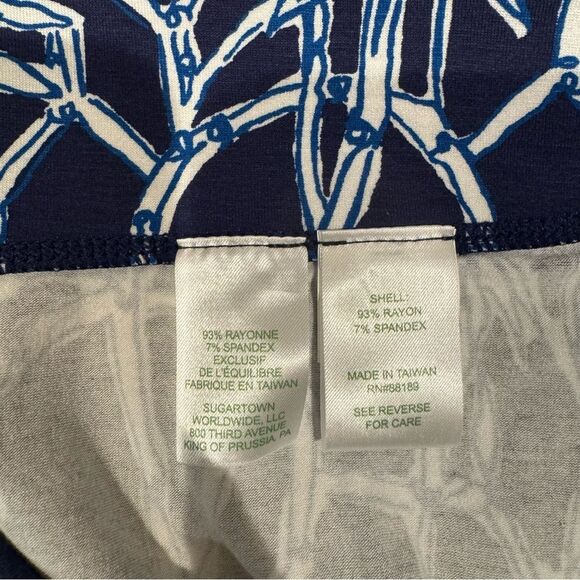 93% RAYONNE
7% SPANDEX
EXCLUSIF
DE L'ÉQUILIBRE
FABRIQUE EN TAIWAN
SUGARTOWN
WORLDWIDE, LLC
800 THIRD AVENUE
KING OF PRUSSIA, PA
SHELL:
93% RAYON
7% SPANDEX
MADE IN TAIWAN
RN#88189
SEE REVERSE
FOR CARE